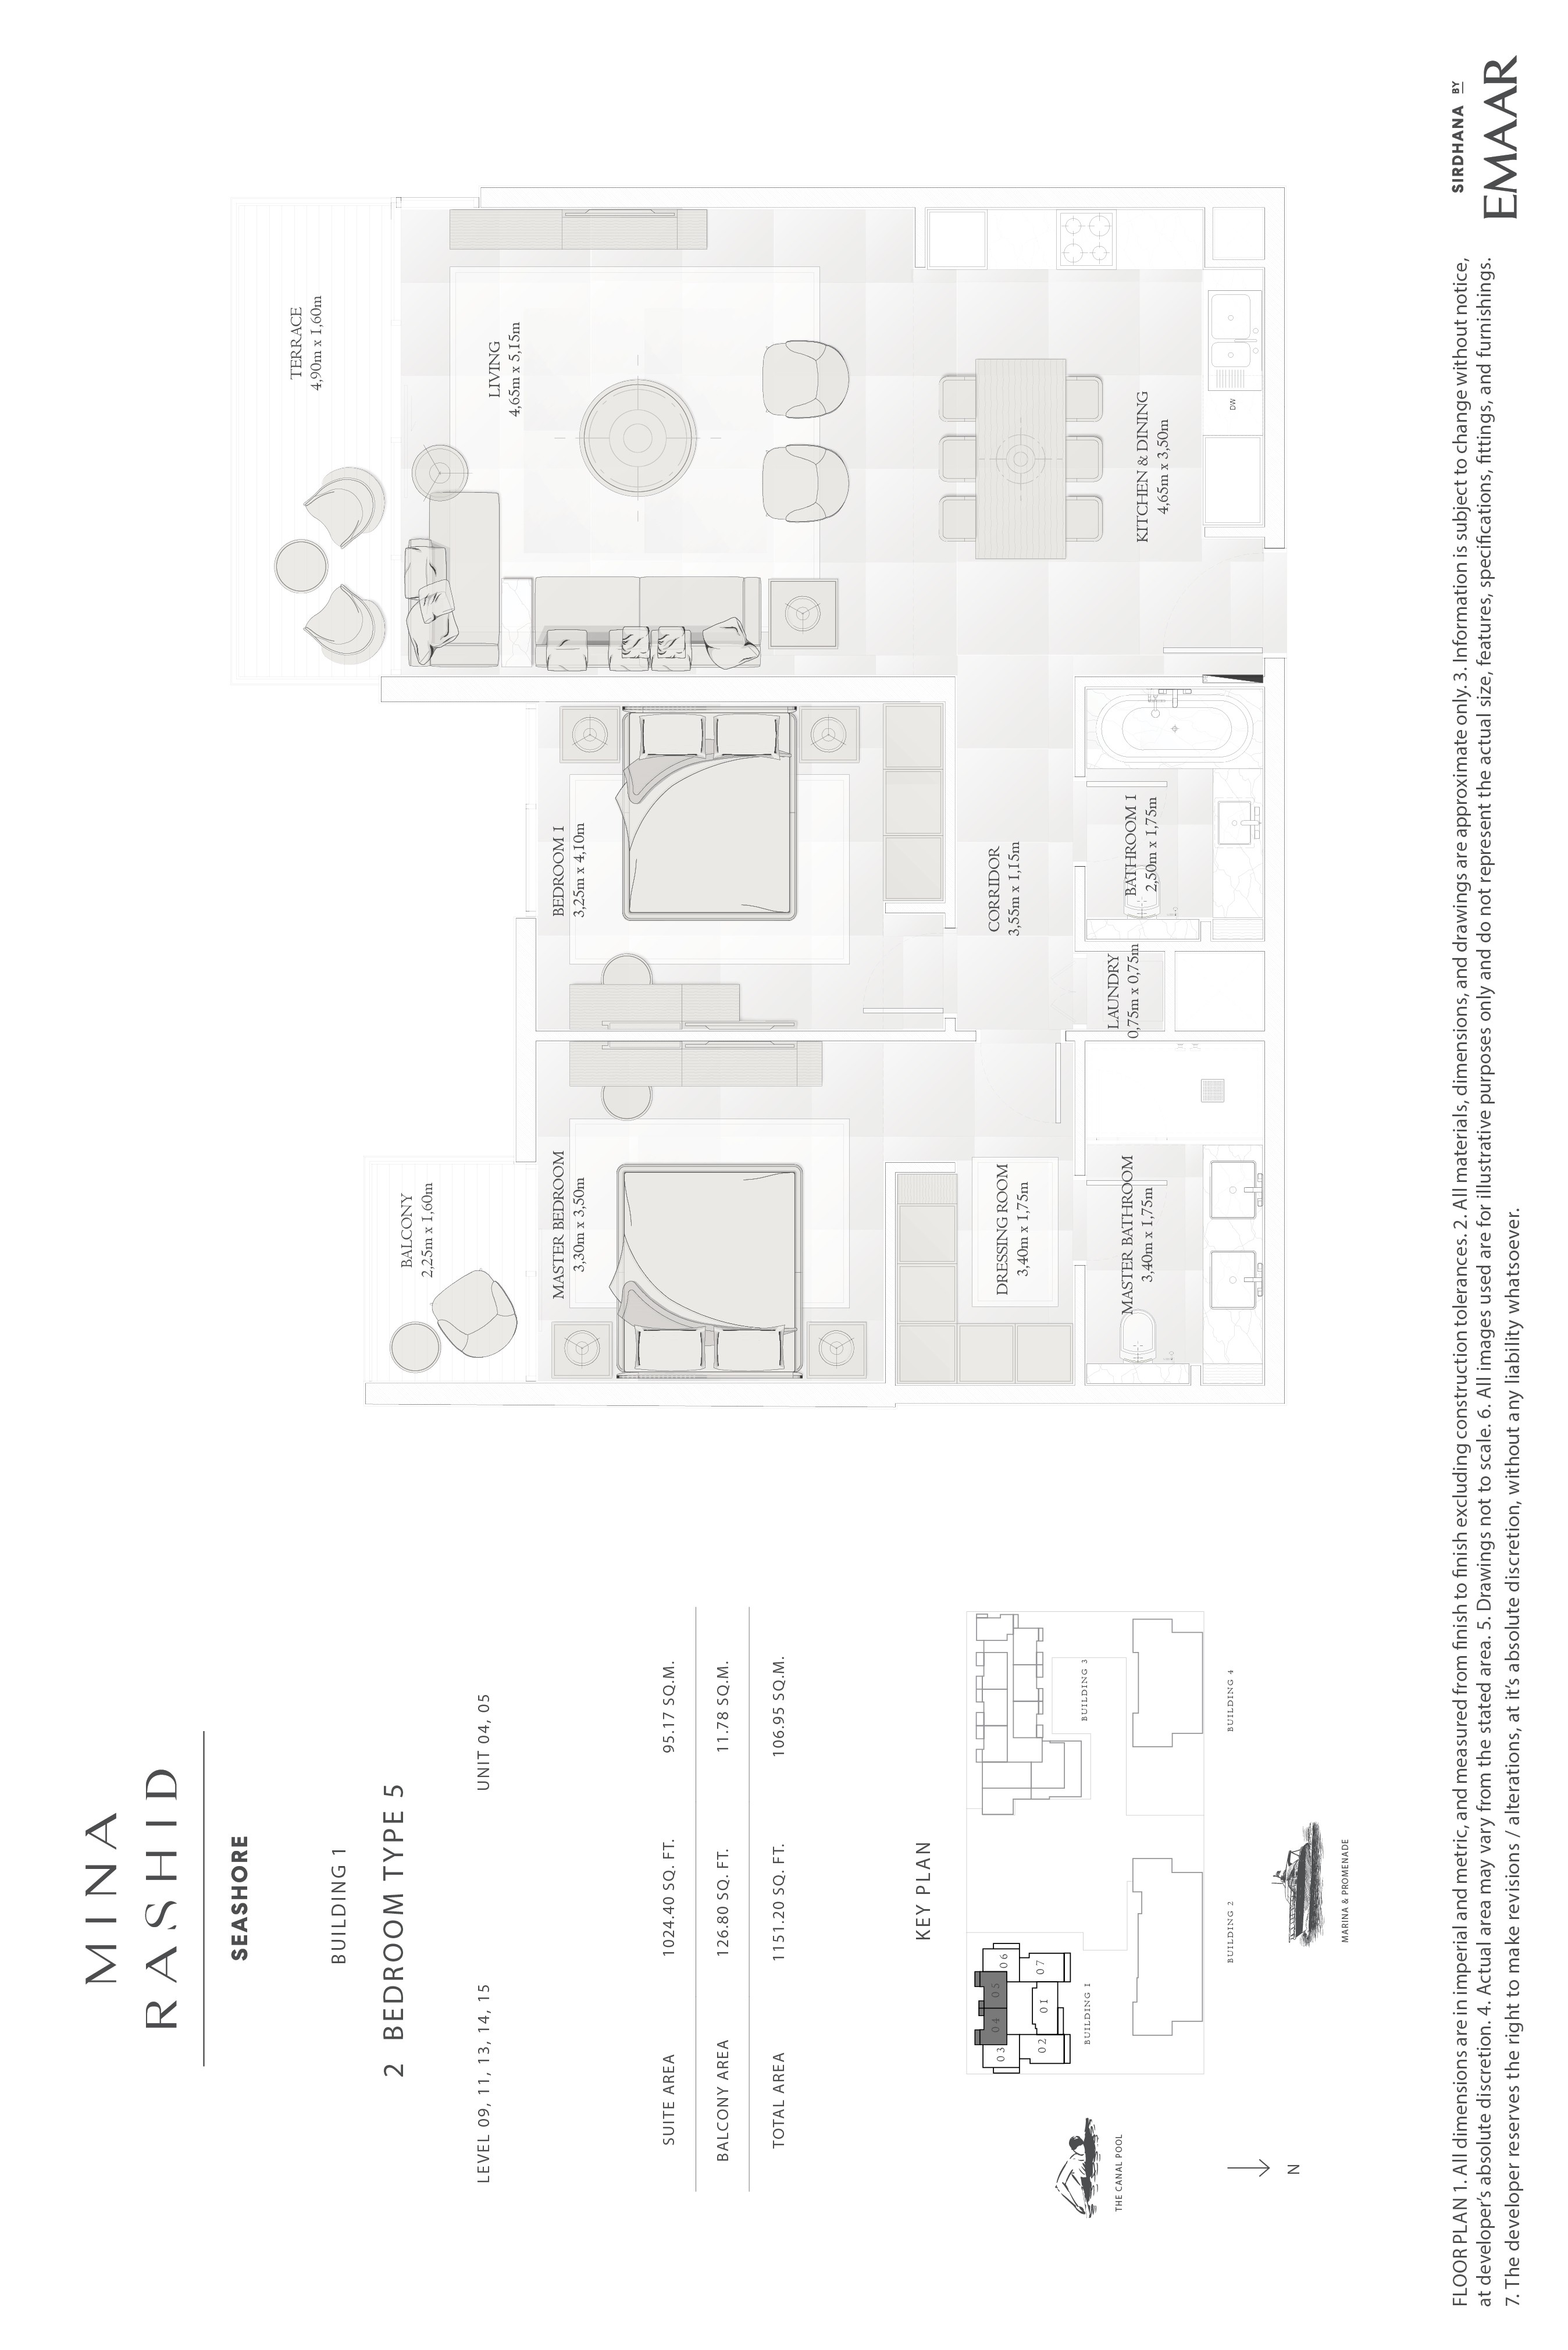 MINA
RASHID
SEASHORE
BUILDING 1
2 BEDROOM TYPE 5
LEVEL 09, 11, 13, 14, 15 UNIT 04, 05
SUITE AREA 1024.40 SQ. FT. 95.17 SQ.M.
BALCONY AREA 126.80 SQ. FT. 11.78 SQ.M.
TOTAL AREA 1151.20 SQ. FT. 106.95 SQ.M.
KEY PLAN
03
04
05
06
02
01
07
BUILDING 1
BUILDING 3
BUILDING 2
BUILDING 4
THE CANAL POOL
MARINA & PROMENADE
N
TERRACE
4,90m x 1,60m
BALCONY
2,25m x 1,60m
LIVING
4,65m x 5,15m
MASTER BEDROOM
3,30m x 3,50m
BEDROOM 1
3,25m x 4,10m
DRESSING ROOM
3,40m x 1,75m
CORRIDOR
3,55m x 1,15m
KITCHEN & DINING
4,65m x 3,50m
MASTER BATHROOM
3,40m x 1,75m
LAUNDRY
0,75m x 0,75m
BATHROOM 1
2,50m x 1,75m
DW
FLOOR PLAN 1. All dimensions are in imperial and metric, and measured from finish to finish excluding construction tolerances. 2. All materials, dimensions, and drawings are approximate only. 3. Information is subject to change without notice,
at developer's absolute discretion. 4. Actual area may vary from the stated area. 5. Drawings not to scale. 6. All images used are for illustrative purposes only and do not represent the actual size, features, specifications, fittings, and furnishings.
7. The developer reserves the right to make revisions / alterations, at it's absolute discretion, without any liability whatsoever.
SIRDHANA BY
EMAAR